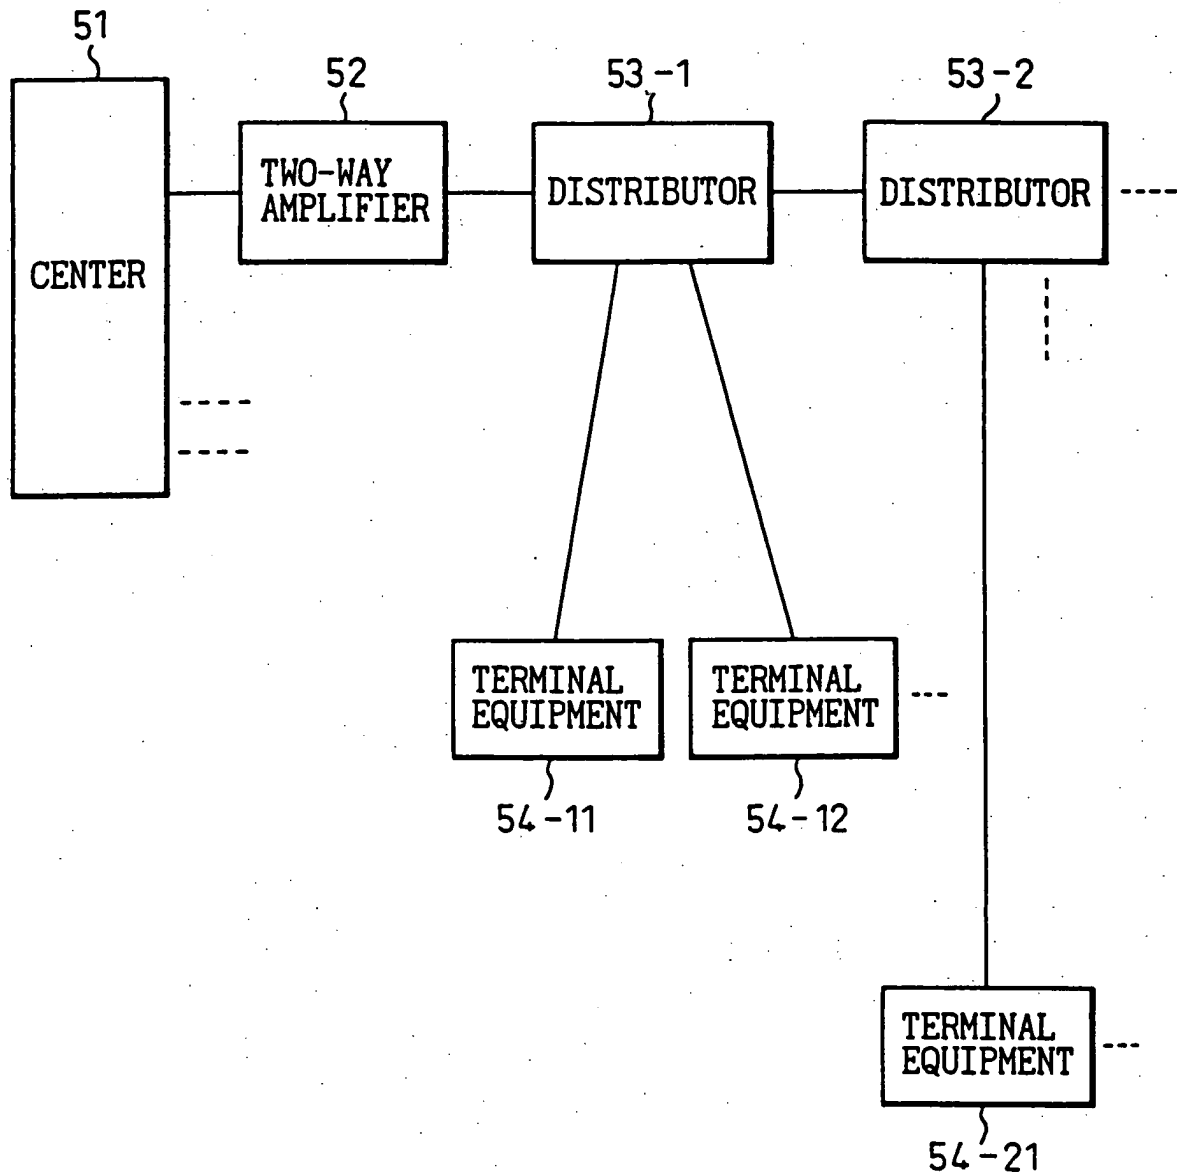 51
52
53-1
53-2
CENTER
TWO-WAY
AMPLIFIER
DISTRIBUTOR
DISTRIBUTOR
TERMINAL
EQUIPMENT
TERMINAL
EQUIPMENT
54-11
54-12
TERMINAL
EQUIPMENT
54-21